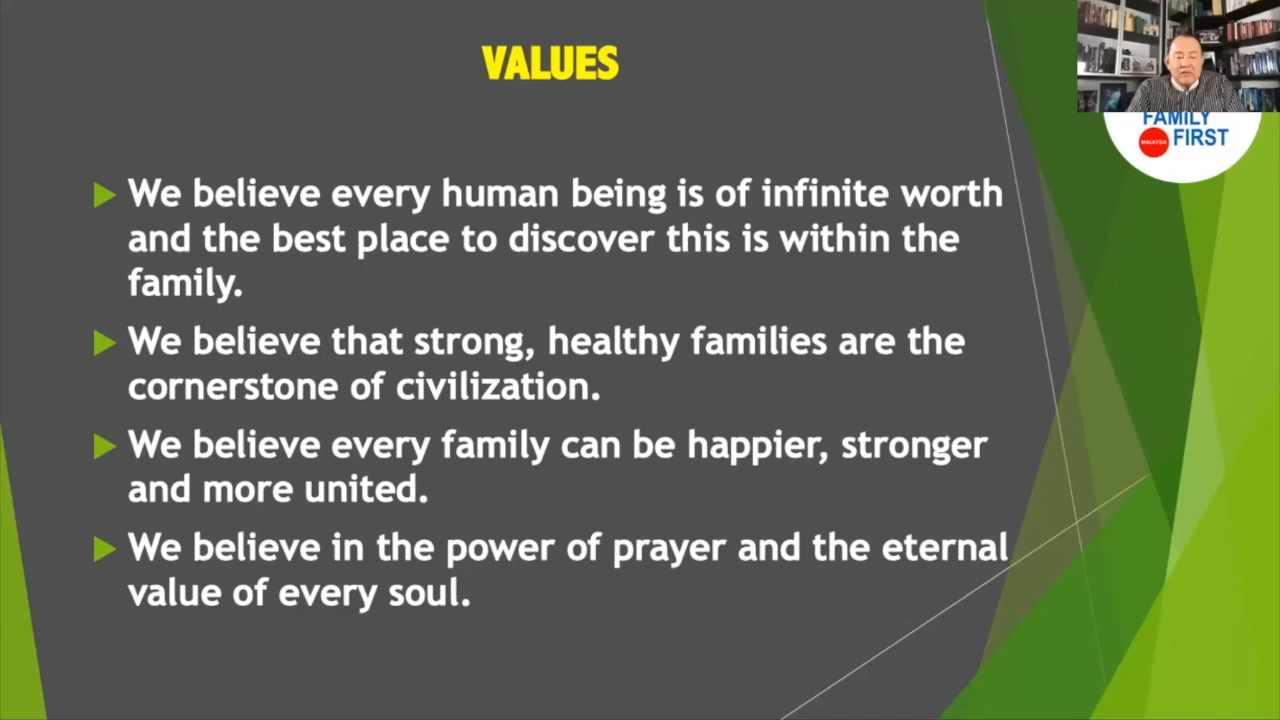 VALUES
FAMILY
MALAYSIA
FIRST
We believe every human being is of infinite worth
and the best place to discover this is within the
family.
We believe that strong, healthy families are the
cornerstone of civilization.
We believe every family can be happier, stronger
and more united.
We believe in the power of prayer and the eternal
value of every soul.